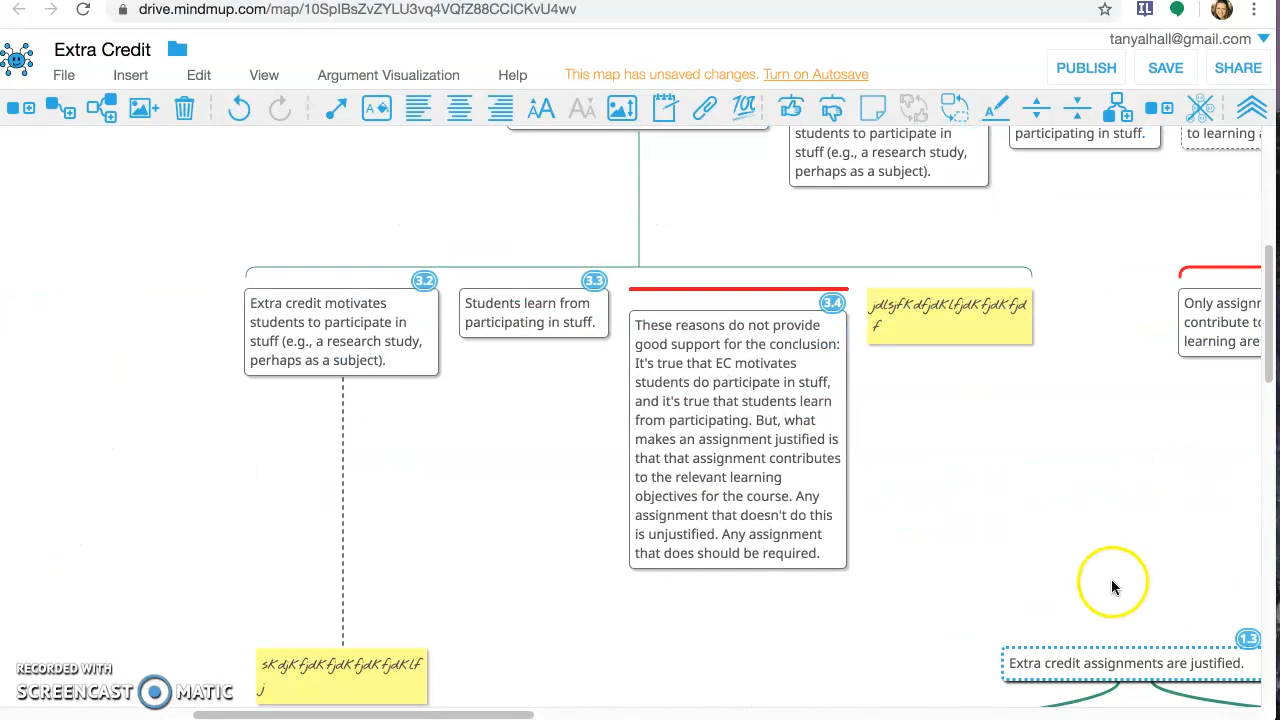 drive.mindmup.com/map/10SpIBsZvZYLU3vq4VQfZ88CClCKvU4wv
IL
tanyalhall@gmail.com
Extra Credit
File Insert Edit View Argument Visualization Help
This map has unsaved changes. Turn on Autosave
PUBLISH SAVE SHARE
students to participate in
stuff (e.g., a research study,
perhaps as a subject).
participating in stuff.
to learning
3.2
Extra credit motivates
students to participate in
stuff (e.g., a research study,
perhaps as a subject).
3.3
Students learn from
participating in stuff.
3.4
These reasons do not provide
good support for the conclusion:
It's true that EC motivates
students do participate in stuff,
and it's true that students learn
from participating. But, what
makes an assignment justified is
that that assignment contributes
to the relevant learning
objectives for the course. Any
assignment that doesn't do this
is unjustified. Any assignment
that does should be required.
jdlsjfKdfjdKlfjdKfjdKfjd
f
Only assignr
contribute to
learning are
1.3
Extra credit assignments are justified.
sKdjKfjdKfjdKfjdKfjdKlf
j
RECORDED WITH
SCREENCAST MATIC